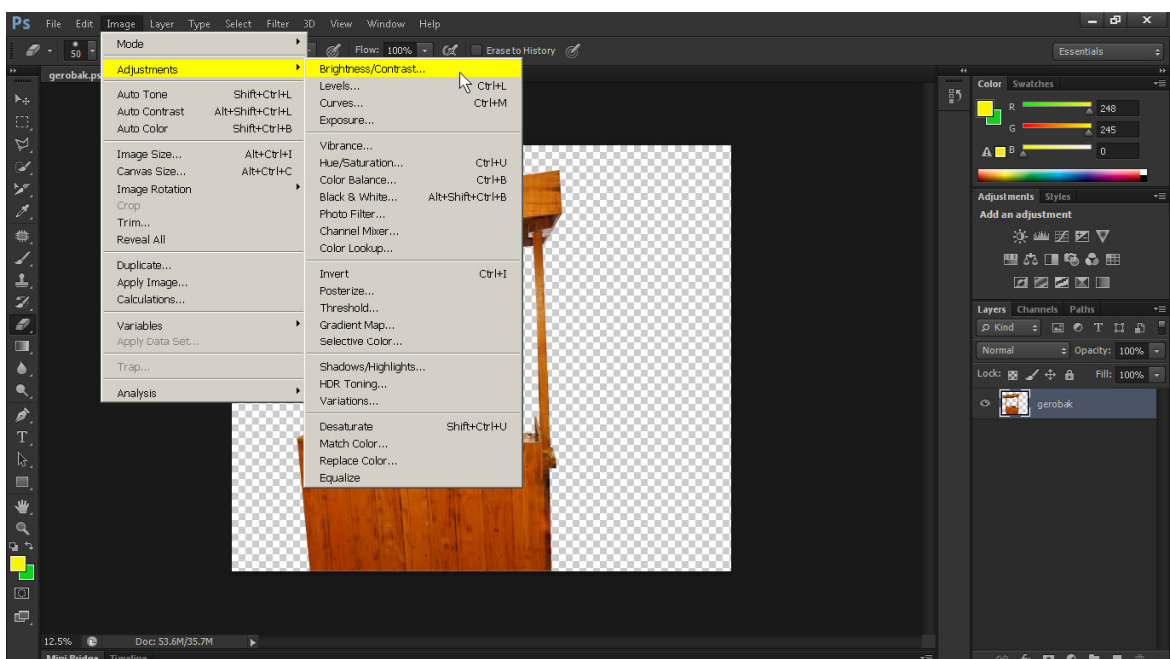 Ps File Edit Image Layer Type Select Filter 3D View Window Help
50 Flow: 100% Erase to History Essentials
gerobak.ps
Mode
Adjustments
Auto Tone Shift+Ctrl+L
Auto Contrast Alt+Shift+Ctrl+L
Auto Color Shift+Ctrl+B
Image Size... Alt+Ctrl+I
Canvas Size... Alt+Ctrl+C
Image Rotation
Crop
Trim...
Reveal All
Duplicate...
Apply Image...
Calculations...
Variables
Apply Data Set...
Trap...
Analysis
Brightness/Contrast...
Levels... Ctrl+L
Curves... Ctrl+M
Exposure...
Vibrance...
Hue/Saturation... Ctrl+U
Color Balance... Ctrl+B
Black & White... Alt+Shift+Ctrl+B
Photo Filter...
Channel Mixer...
Color Lookup...
Invert Ctrl+I
Posterize...
Threshold...
Gradient Map...
Selective Color...
Shadows/Highlights...
HDR Toning...
Variations...
Desaturate Shift+Ctrl+U
Match Color...
Replace Color...
Equalize
Color Swatches
R 248
G 245
B 0
Adjustments Styles
Add an adjustment
Layers Channels Paths
Kind
Normal Opacity: 100%
Lock: Fill: 100%
gerobak
12.5% Doc: 53.6M/35.7M
Mini Bridge Timeline